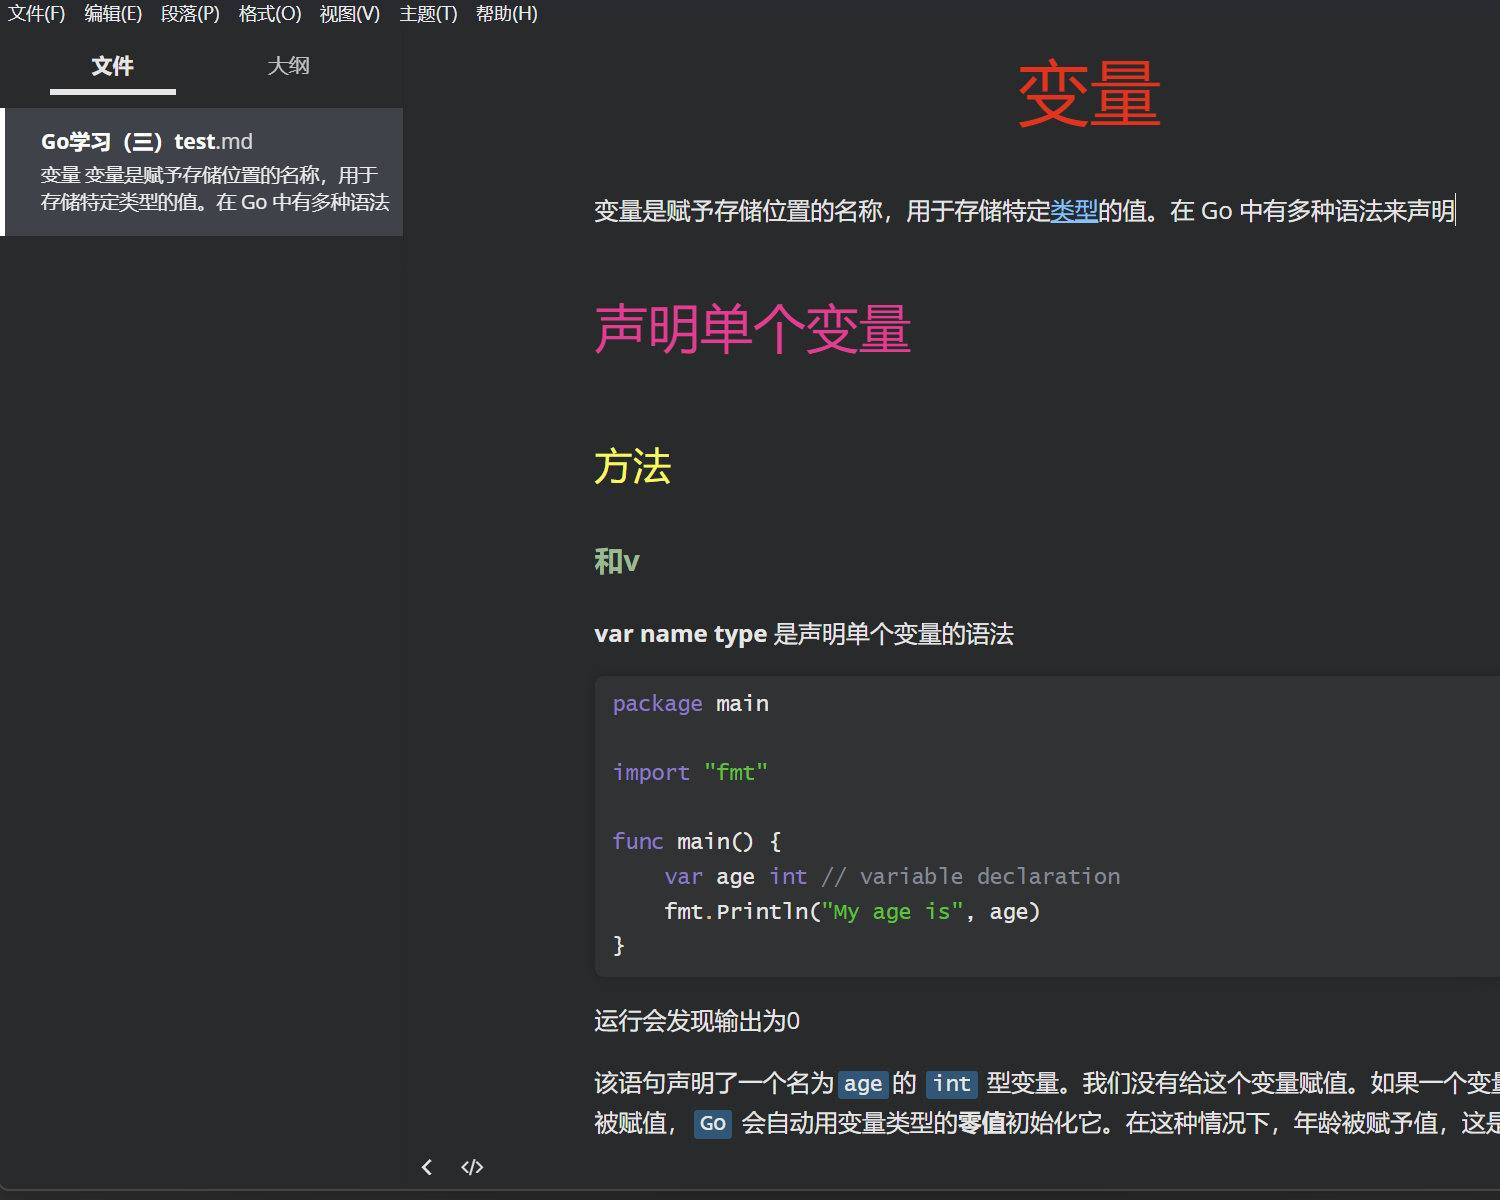 文件(F) 编辑(E) 段落(P) 格式(O) 视图(V) 主题(T) 帮助(H)
文件 大纲
Go学习（三）test.md
变量 变量是赋予存储位置的名称，用于
存储特定类型的值。在 Go 中有多种语法
变量
变量是赋予存储位置的名称，用于存储特定类型的值。在 Go 中有多种语法来声明
声明单个变量
方法
和v
var name type 是声明单个变量的语法
package main
import "fmt"
func main() {
    var age int // variable declaration
    fmt.Println("My age is", age)
}
运行会发现输出为0
该语句声明了一个名为 age 的 int 型变量。我们没有给这个变量赋值。如果一个变量
被赋值， Go 会自动用变量类型的零值初始化它。在这种情况下，年龄被赋予值，这是